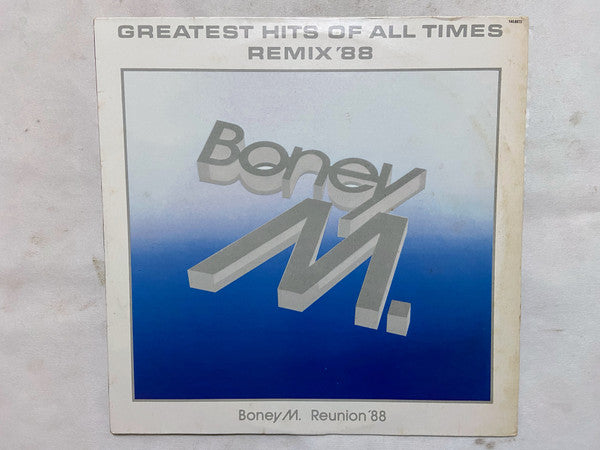 GREATEST HITS OF ALL TIMES
REMIX '88
Boney
M.
Boney M. Reunion '88